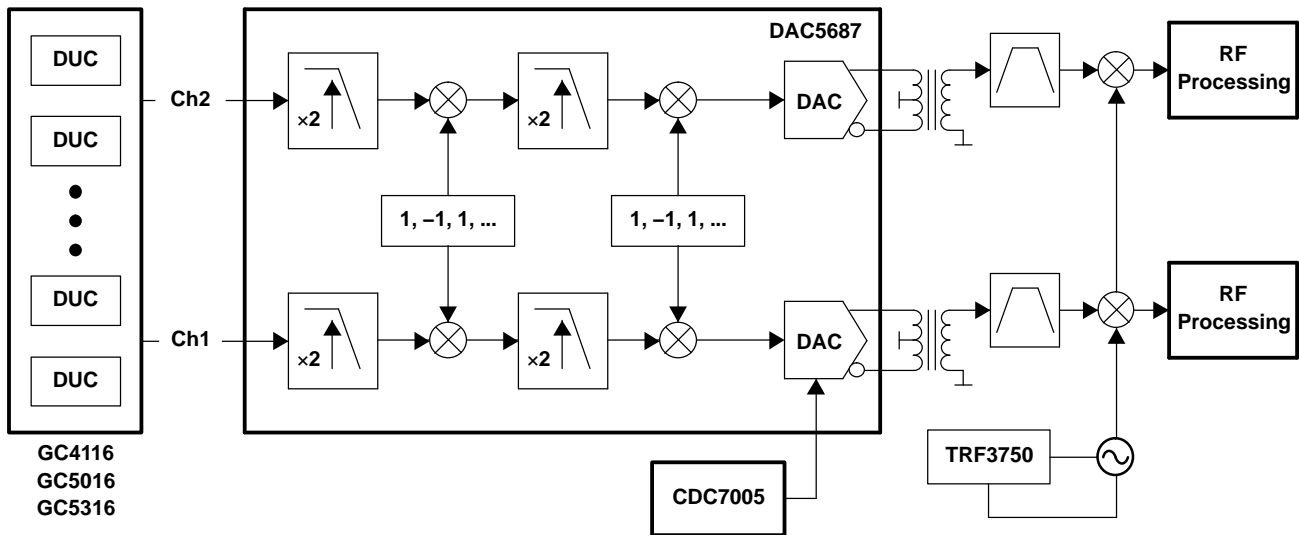 DAC5687
DUC
DUC
DUC
DUC
Ch2
×2
×2
DAC
RF
Processing
1, –1, 1, ...
1, –1, 1, ...
Ch1
×2
×2
DAC
RF
Processing
GC4116
GC5016
GC5316
CDC7005
TRF3750